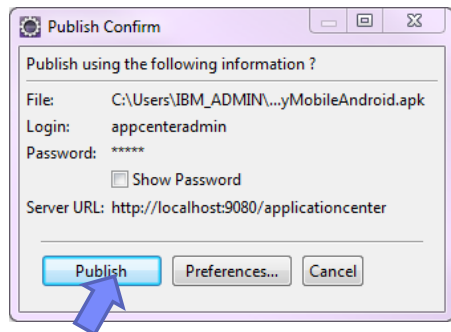 Publish Confirm
Publish using the following information ?
File: C:\Users\IBM_ADMIN\...yMobileAndroid.apk
Login: appcenteradmin
Password: *****
Show Password
Server URL: http://localhost:9080/applicationcenter
Publish Preferences... Cancel